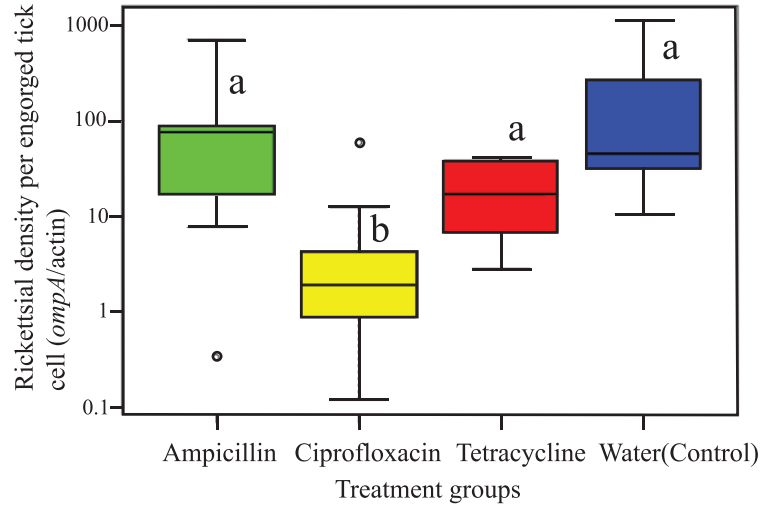 Rickettsial density per engorged tick
cell (ompA/actin)
1000
100
10
1
0.1
a
b
a
a
Ampicillin
Ciprofloxacin
Tetracycline
Water(Control)
Treatment groups